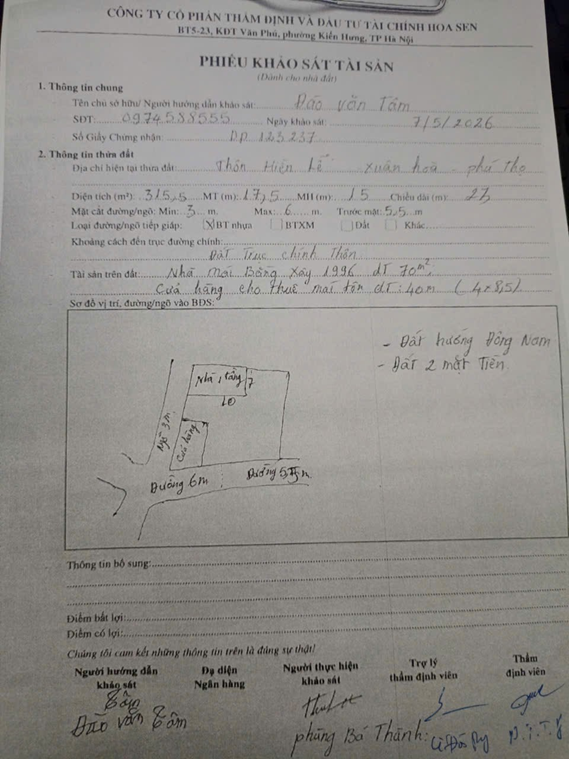 CÔNG TY CỔ PHẦN THẨM ĐỊNH VÀ ĐẦU TƯ TÀI CHÍNH HOA SEN
BT5-23, KĐT Văn Phú, phường Kiến Hưng, TP Hà Nội
PHIẾU KHẢO SÁT TÀI SẢN
(Dành cho nhà đất)
1. Thông tin chung
Tên chủ sở hữu/ Người hướng dẫn khảo sát: Đào văn Tâm
SĐT: 0974588555 Ngày khảo sát: 7/5/2026
Số Giấy Chứng nhận: DP 123237
2. Thông tin thửa đất
Địa chỉ hiện tại thửa đất: Thôn Hiện Lễ xuân hoà - phú thọ
Diện tích (m²): 315,5 MT (m): 17,5 MH (m): 15 Chiều dài (m): 27
Mặt cắt đường/ngõ: Min: 3 m. Max: 6 m. Trước mặt: 5,5 m
Loại đường/ngõ tiếp giáp: X BT nhựa BTXM Đất Khác
Khoảng cách đến trục đường chính:
Đất Trục chính Thôn
Tài sản trên đất: Nhà mái Bằng xây 1996 dT 70m²,
Cửa hàng cho thuê mái tôn dT: 40m (4x8,5)
Sơ đồ vị trí, đường/ngõ vào BĐS:
- Đất hướng Đông Nam
- Đất 2 mặt Tiền
Nhà 1 tầng 7
10
Ngõ 3m
Cửa hàng
Đường 6m Đường 5,5m
Thông tin bổ sung:
Điểm bất lợi:
Điểm có lợi:
Chúng tôi cam kết những thông tin trên là đúng sự thật!
Người hướng dẫn khảo sát
Đại diện Ngân hàng
Người thực hiện khảo sát
Trợ lý thẩm định viên
Thẩm định viên
Tâm
Đào văn Tâm
phùng Bá Thành